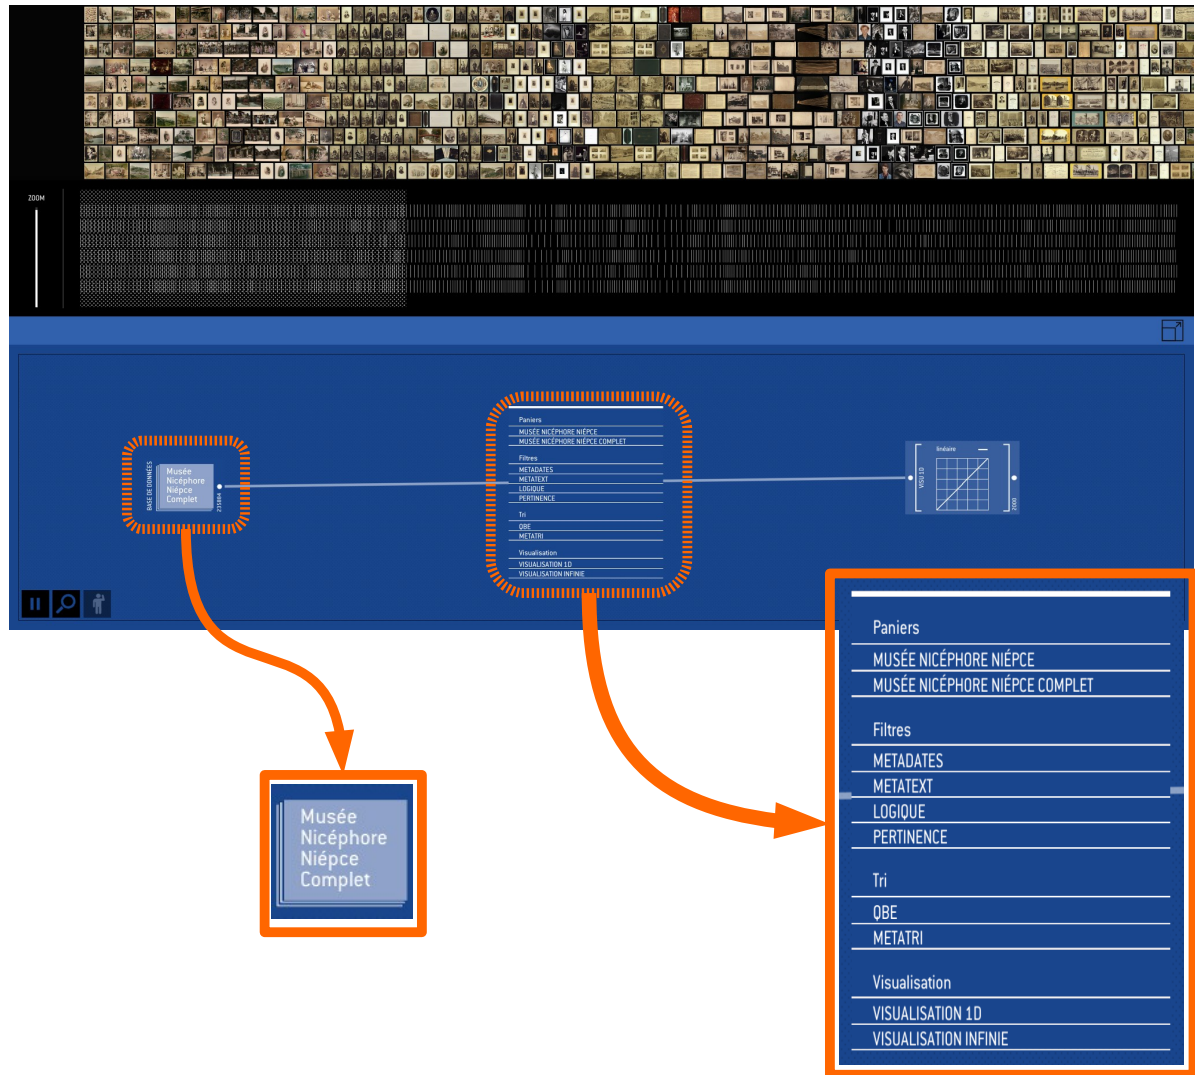 ZOOM
BASE DE DONNÉES
Musée
Nicéphore
Niépce
Complet
235804
Paniers
MUSÉE NICÉPHORE NIÉPCE
MUSÉE NICÉPHORE NIÉPCE COMPLET
Filtres
METADATES
METATEXT
LOGIQUE
PERTINENCE
Tri
QBE
METATRI
Visualisation
VISUALISATION 1D
VISUALISATION INFINIE
linéaire
VISU 1D
2000
Musée
Nicéphore
Niépce
Complet
Paniers
MUSÉE NICÉPHORE NIÉPCE
MUSÉE NICÉPHORE NIÉPCE COMPLET
Filtres
METADATES
METATEXT
LOGIQUE
PERTINENCE
Tri
QBE
METATRI
Visualisation
VISUALISATION 1D
VISUALISATION INFINIE